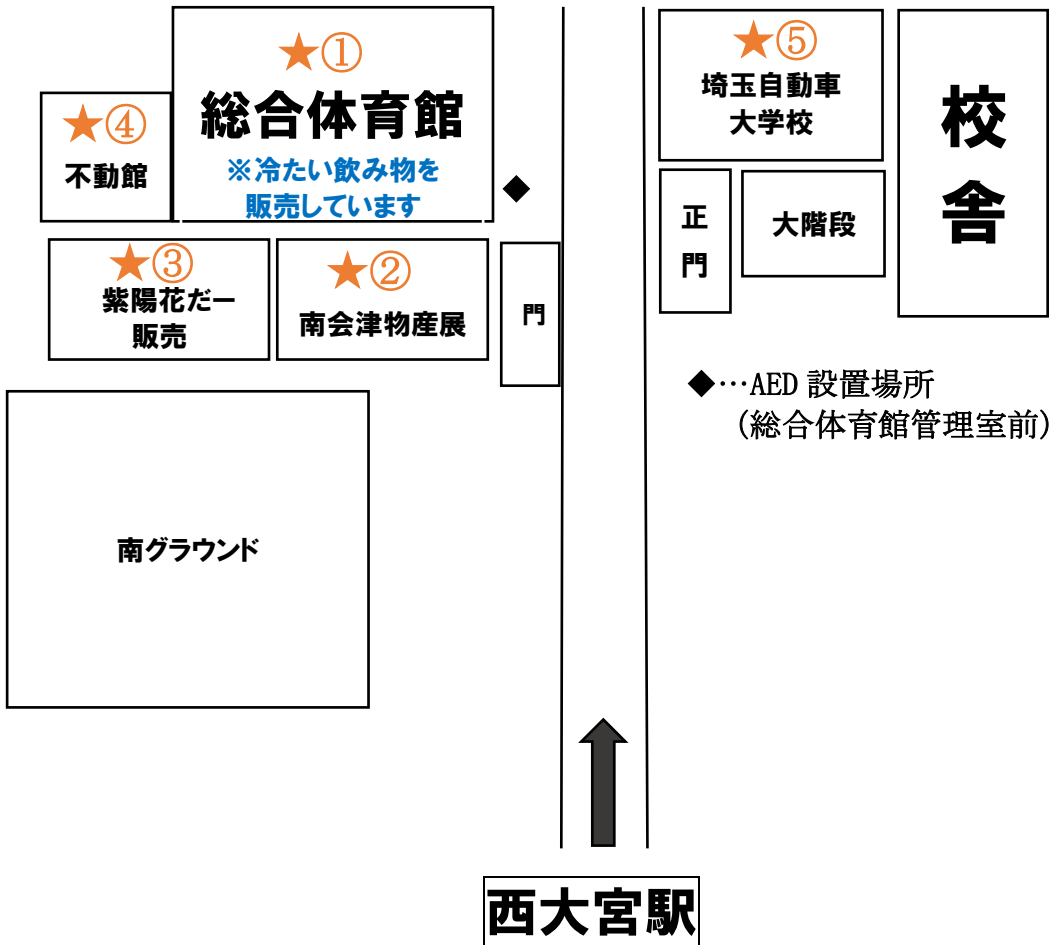 ★①
総合体育館
※冷たい飲み物を
販売しています
★④
不動館
★③
紫陽花だー
販売
★②
南会津物産展
門
★⑤
埼玉自動車
大学校
校舎
正門
大階段
◆…AED 設置場所
(総合体育館管理室前)
南グラウンド
西大宮駅